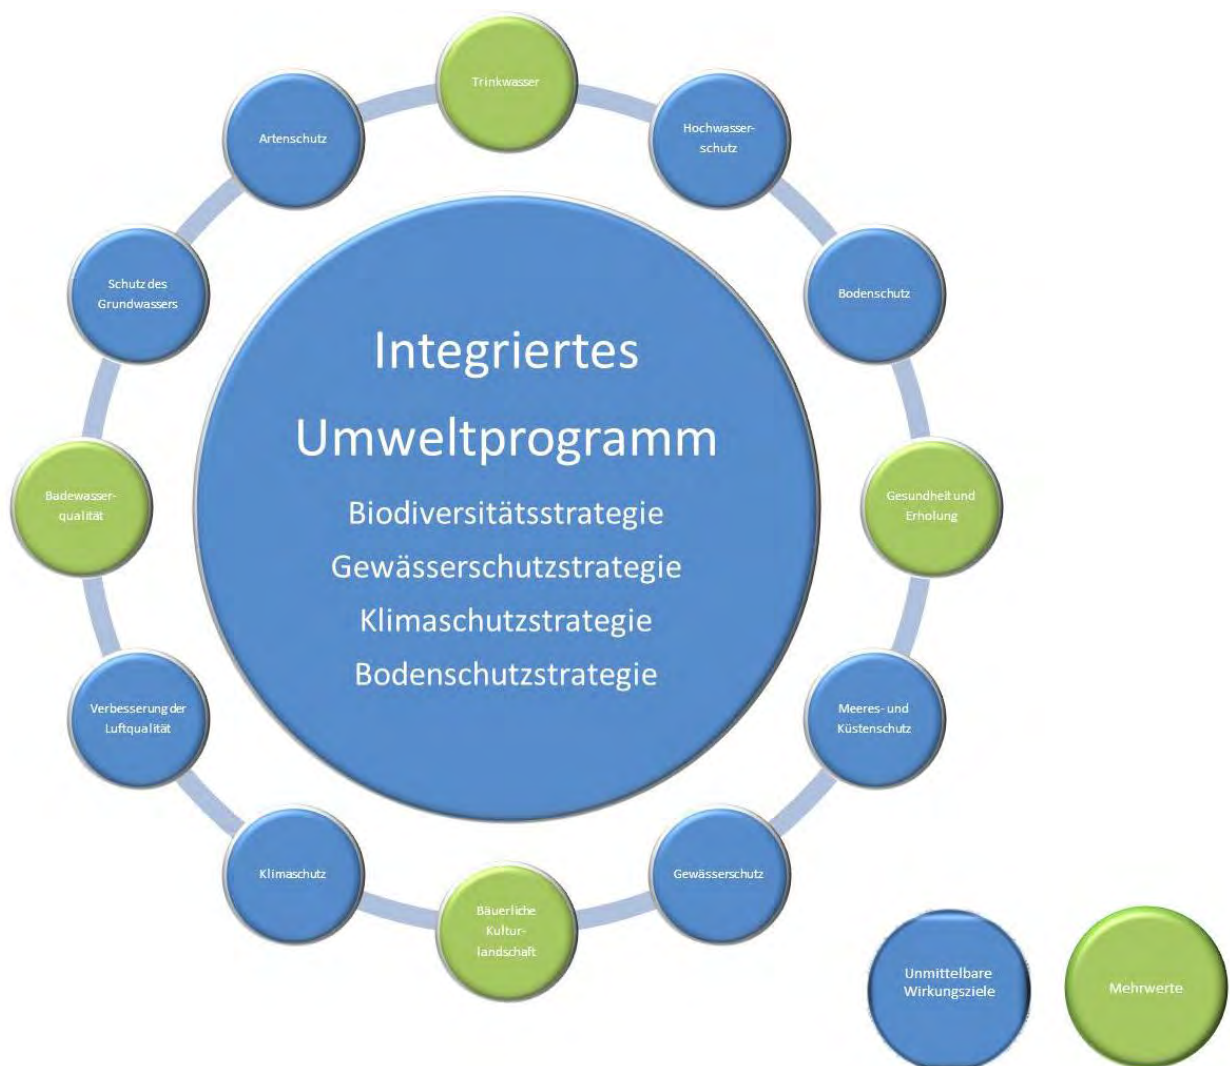 Trinkwasser
Hochwasser-
schutz
Bodenschutz
Gesundheit und
Erholung
Meeres- und
Küstenschutz
Gewässerschutz
Bäuerliche
Kultur-
landschaft
Klimaschutz
Verbesserung der
Luftqualität
Badewasser-
qualität
Schutz des
Grundwassers
Artenschutz
Integriertes
Umweltprogramm
Biodiversitätsstrategie
Gewässerschutzstrategie
Klimaschutzstrategie
Bodenschutzstrategie
Unmittelbare
Wirkungsziele
Mehrwerte